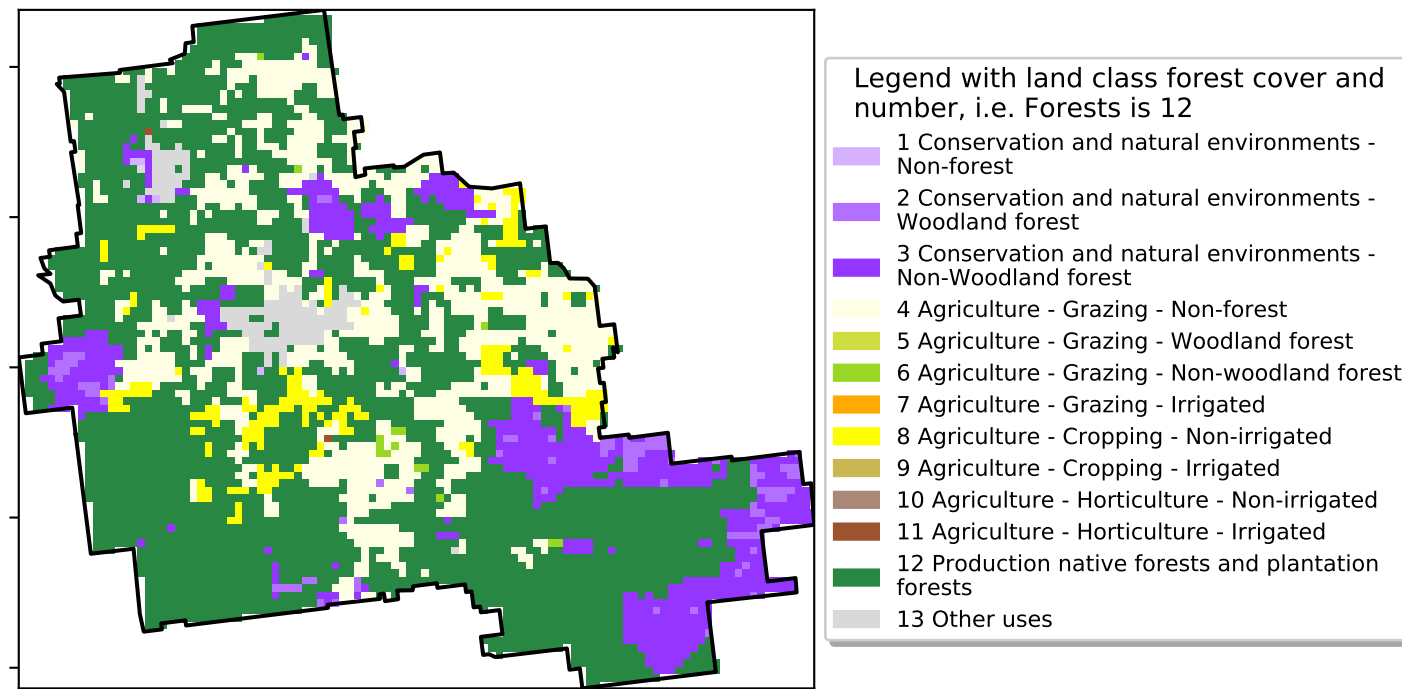 Legend with land class forest cover and
number, i.e. Forests is 12
1 Conservation and natural environments -
Non-forest
2 Conservation and natural environments -
Woodland forest
3 Conservation and natural environments -
Non-Woodland forest
4 Agriculture - Grazing - Non-forest
5 Agriculture - Grazing - Woodland forest
6 Agriculture - Grazing - Non-woodland forest
7 Agriculture - Grazing - Irrigated
8 Agriculture - Cropping - Non-irrigated
9 Agriculture - Cropping - Irrigated
10 Agriculture - Horticulture - Non-irrigated
11 Agriculture - Horticulture - Irrigated
12 Production native forests and plantation
forests
13 Other uses